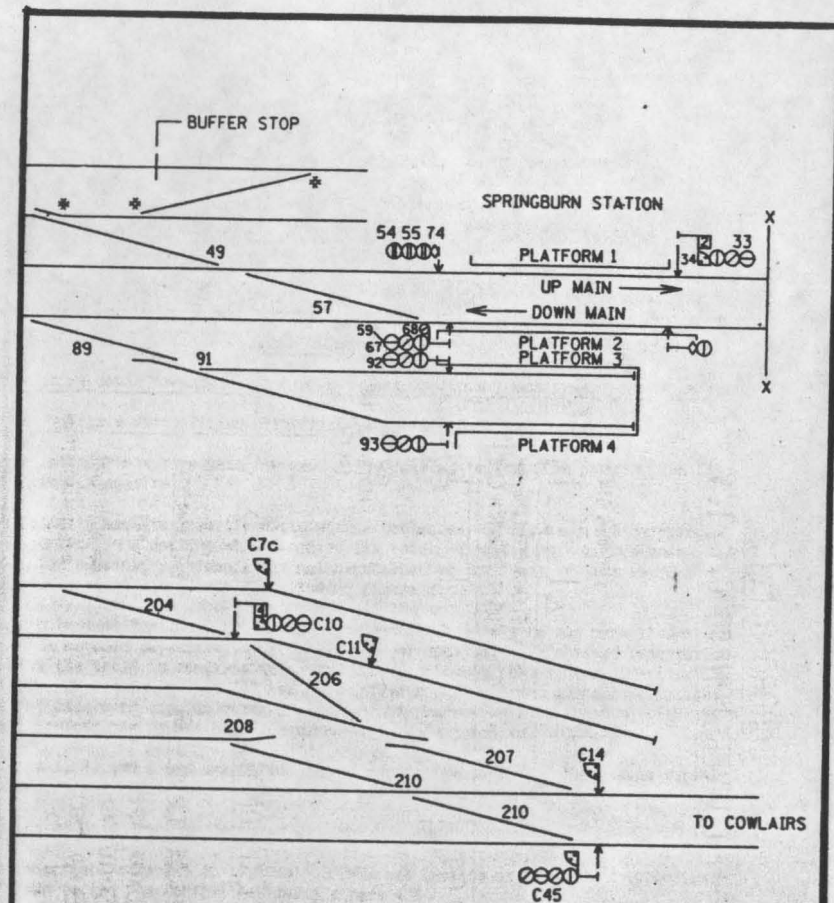 BUFFER STOP
SPRINGBURN STATION
X
54 55 74
2 33
34
49
PLATFORM 1
UP MAIN
57
DOWN MAIN
59 68
67
PLATFORM 2
89
91
92
PLATFORM 3
X
93
PLATFORM 4
C7c
204
4
C10
C11
206
208
207
C14
210
210
TO COWLAIRS
C45